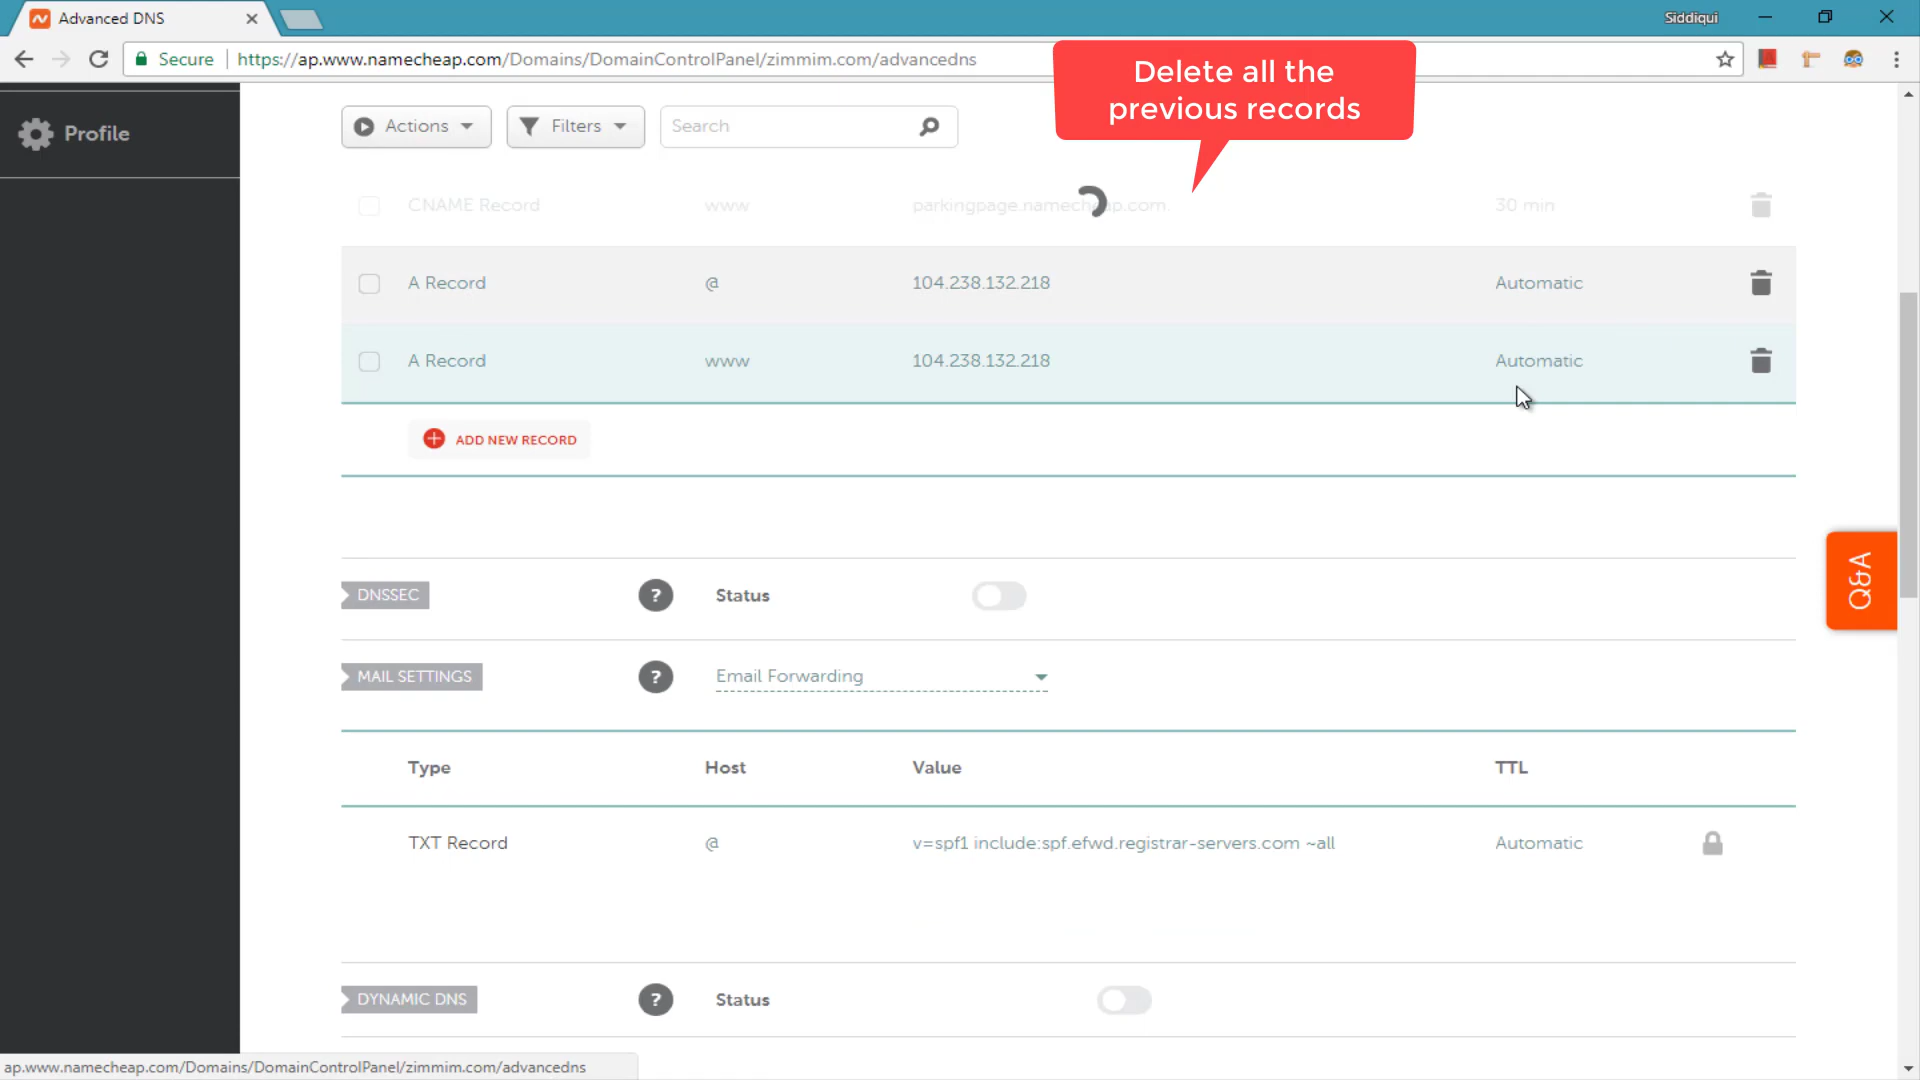 Advanced DNS
Siddiqui
Secure
https://ap.www.namecheap.com/Domains/DomainControlPanel/zimmim.com/advancedns
Delete all the
previous records
Profile
Actions
Filters
Search
CNAME Record www parkingpage.namecheap.com. 30 min
A Record @ 104.238.132.218 Automatic
A Record www 104.238.132.218 Automatic
ADD NEW RECORD
DNSSEC ? Status
Q&A
MAIL SETTINGS ? Email Forwarding
Type Host Value TTL
TXT Record @ v=spf1 include:spf.efwd.registrar-servers.com ~all Automatic
DYNAMIC DNS ? Status
ap.www.namecheap.com/Domains/DomainControlPanel/zimmim.com/advancedns